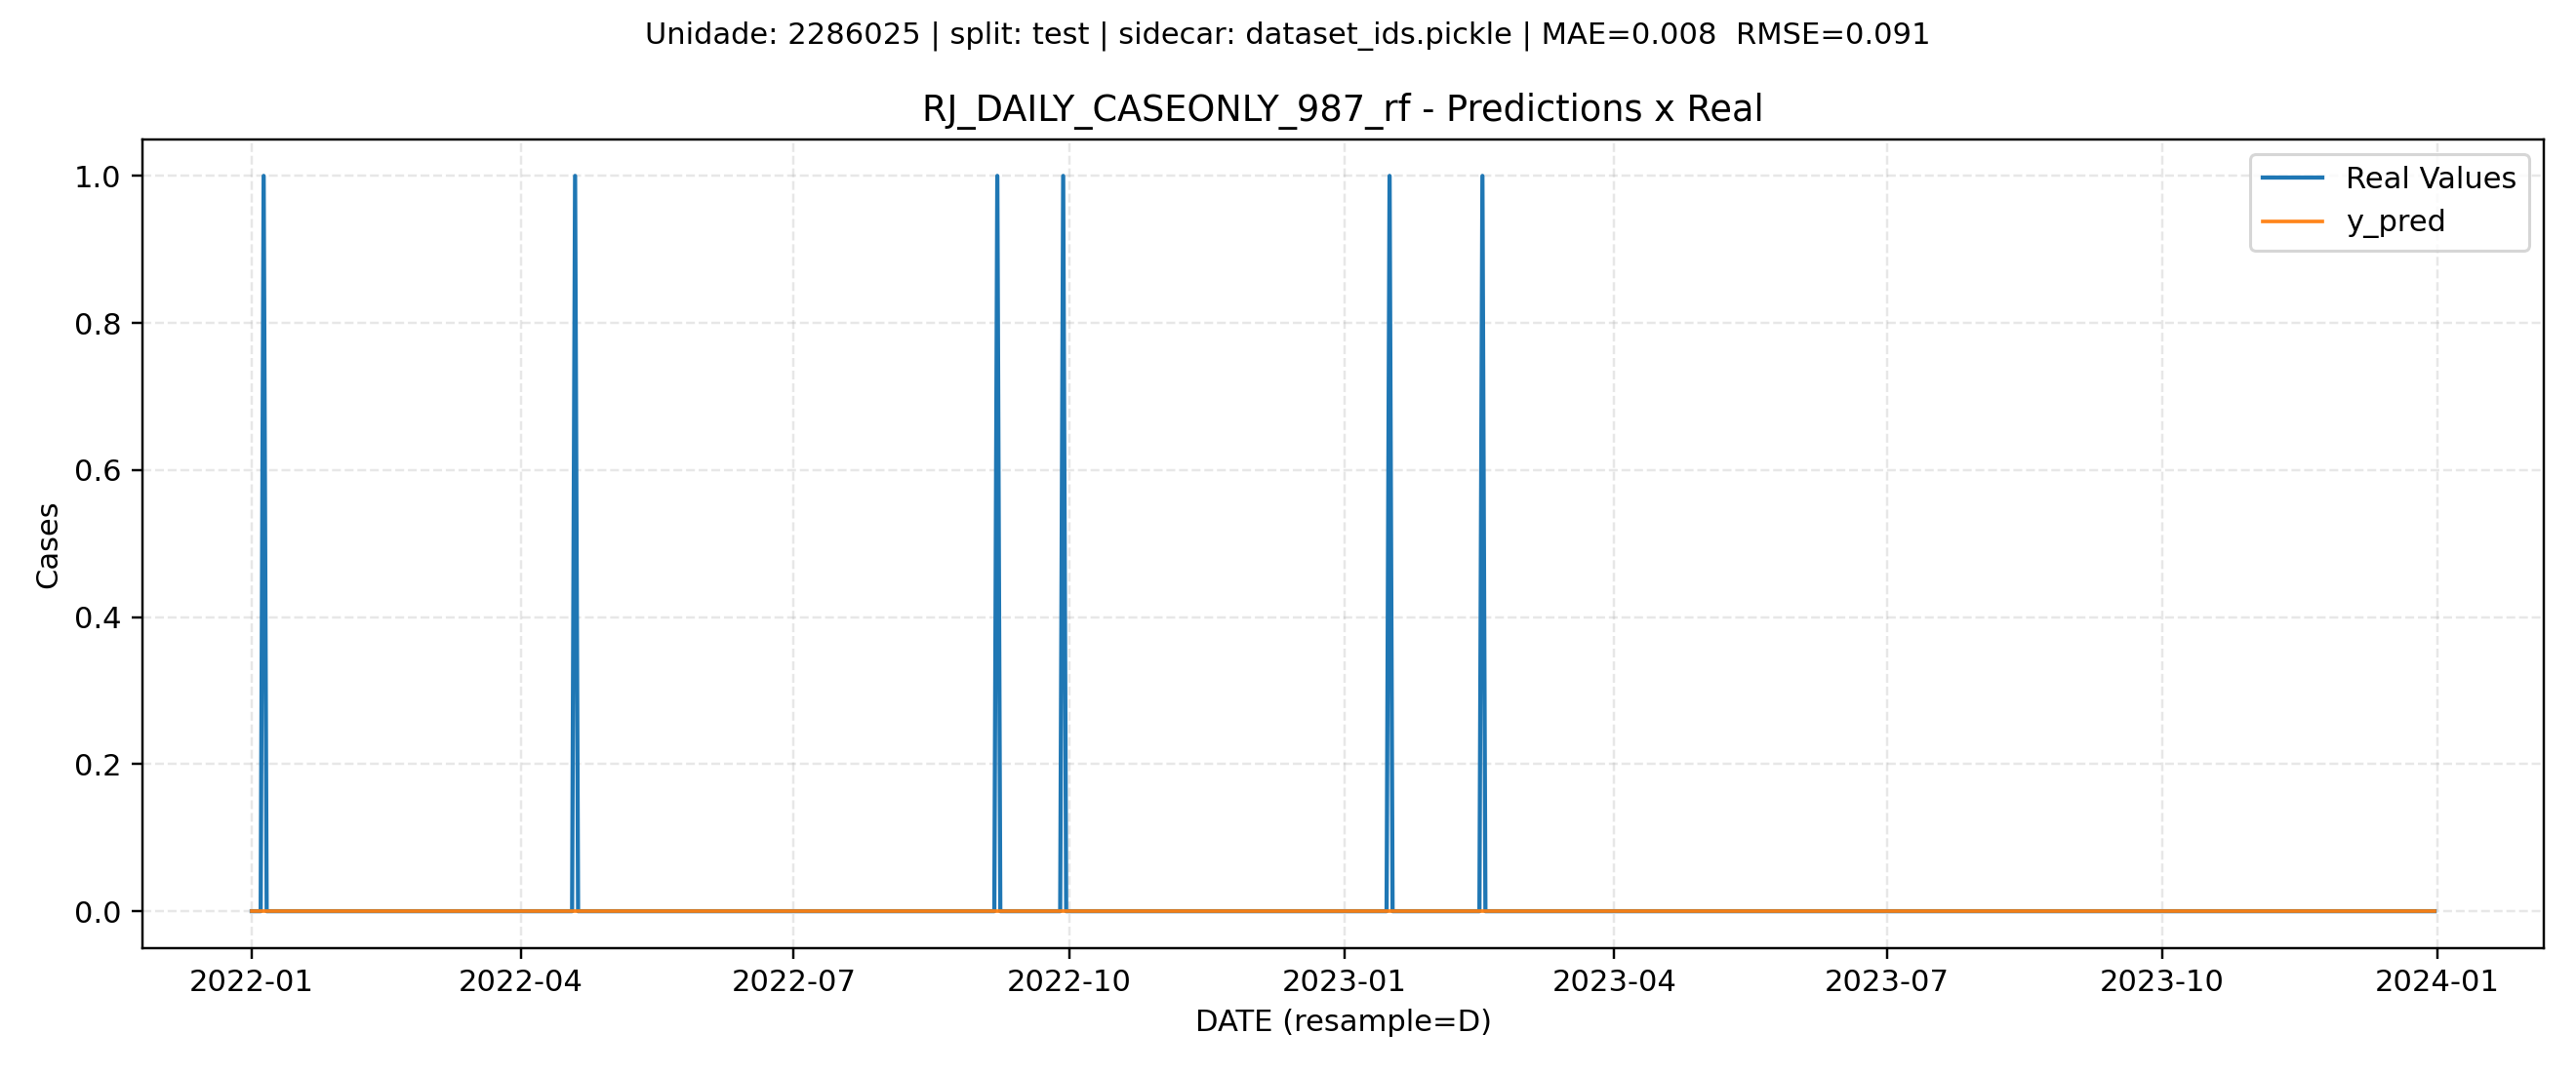 Unidade: 2286025 | split: test | sidecar: dataset_ids.pickle | MAE=0.008  RMSE=0.091
RJ_DAILY_CASEONLY_987_rf - Predictions x Real
Real Values
y_pred
1.0
0.8
0.6
0.4
0.2
0.0
Cases
2022-01
2022-04
2022-07
2022-10
2023-01
2023-04
2023-07
2023-10
2024-01
DATE (resample=D)